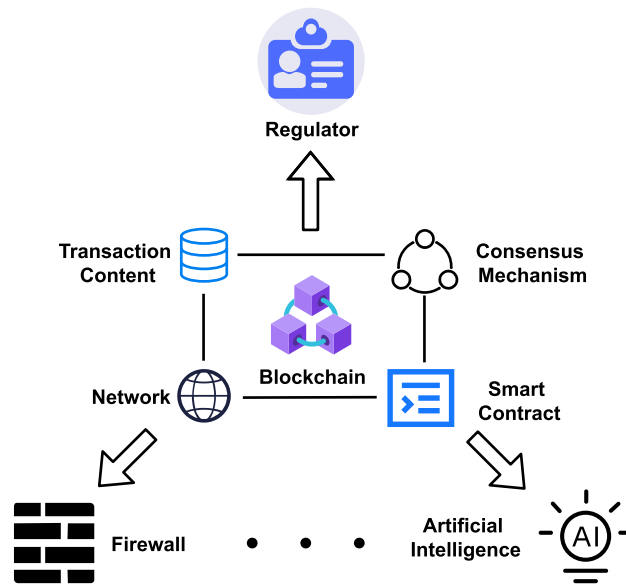 Regulator
Transaction
Content
Consensus
Mechanism
Blockchain
Network
Smart
Contract
Firewall
Artificial
Intelligence
AI